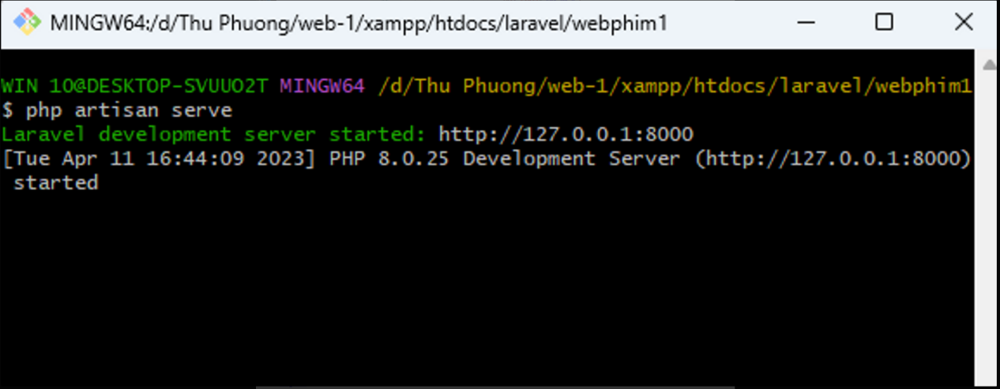 MINGW64:/d/Thu Phuong/web-1/xampp/htdocs/laravel/webphim1
WIN 10@DESKTOP-SVUUO2T MINGW64 /d/Thu Phuong/web-1/xampp/htdocs/laravel/webphim1
$ php artisan serve
Laravel development server started: http://127.0.0.1:8000
[Tue Apr 11 16:44:09 2023] PHP 8.0.25 Development Server (http://127.0.0.1:8000)
started